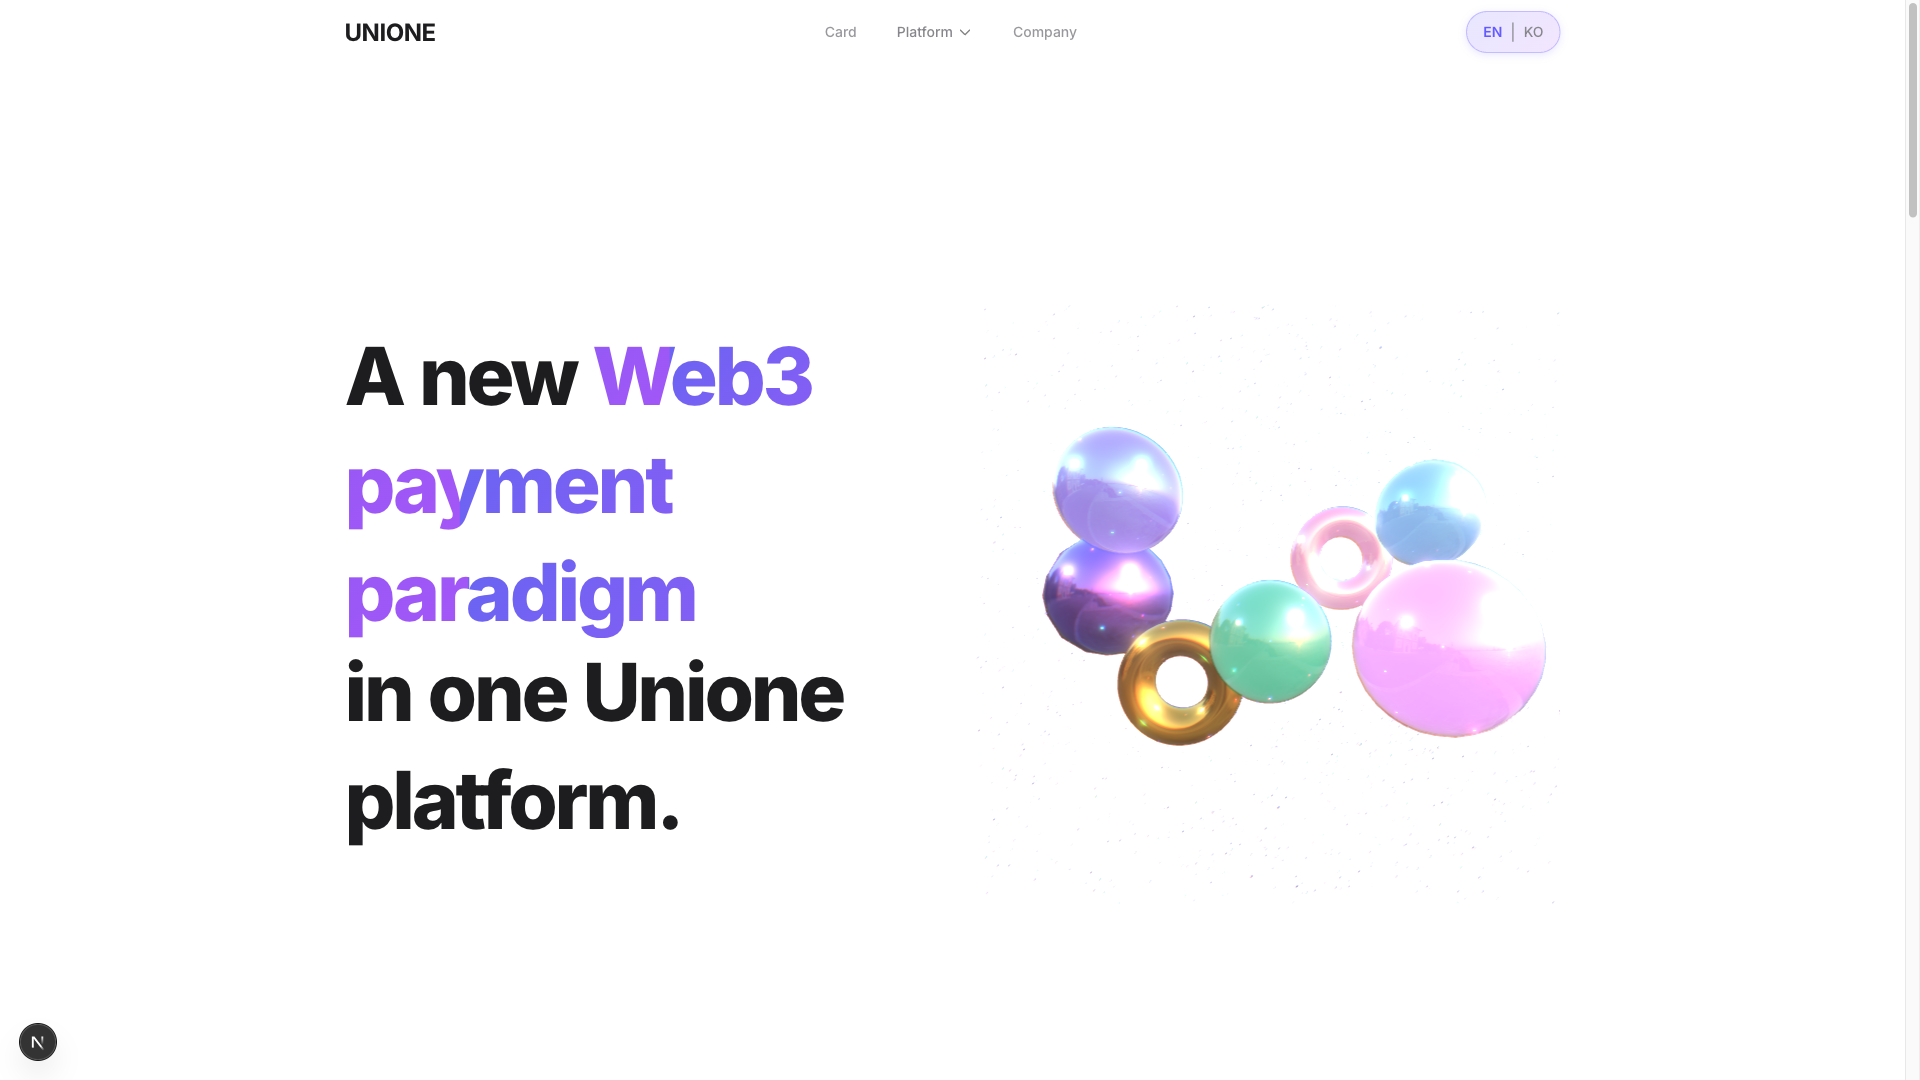 UNIONE
Card
Platform
Company
EN | KO
A new Web3
payment
paradigm
in one Unione
platform.
N